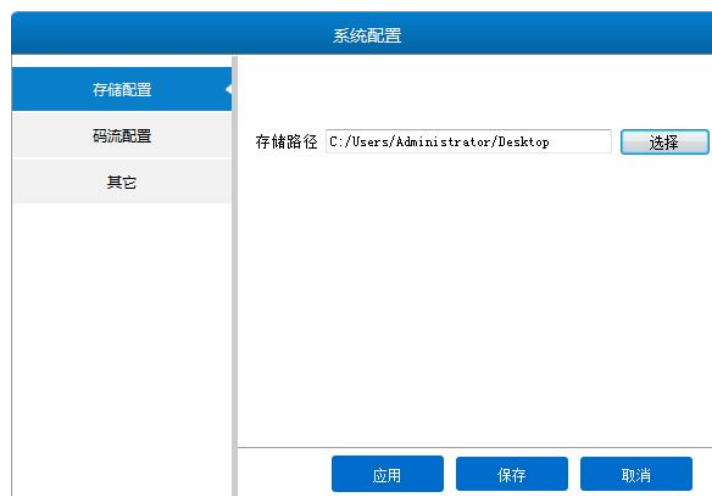 系统配置
存储配置
码流配置
其它
存储路径 C:/Users/Administrator/Desktop 选择
应用 保存 取消